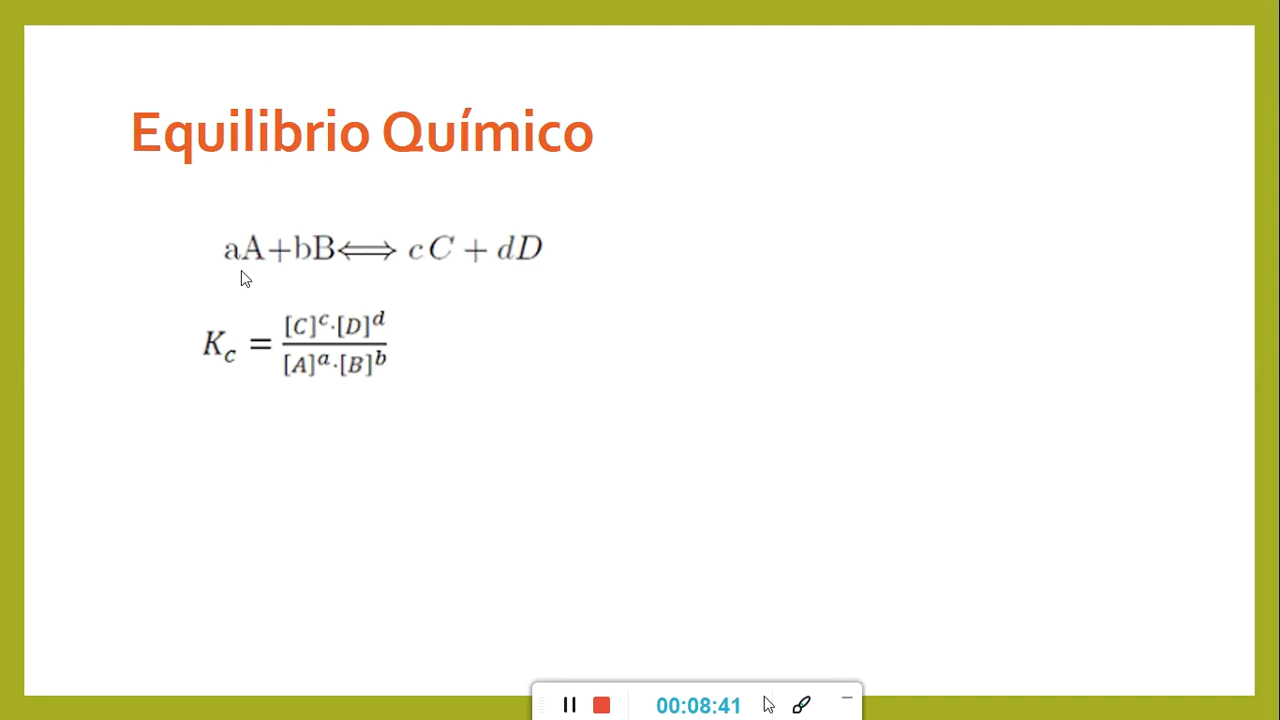 Equilibrio Químico
aA+bB⟺ cC + dD
K_c = [C]^c·[D]^d / [A]^a·[B]^b
00:08:41